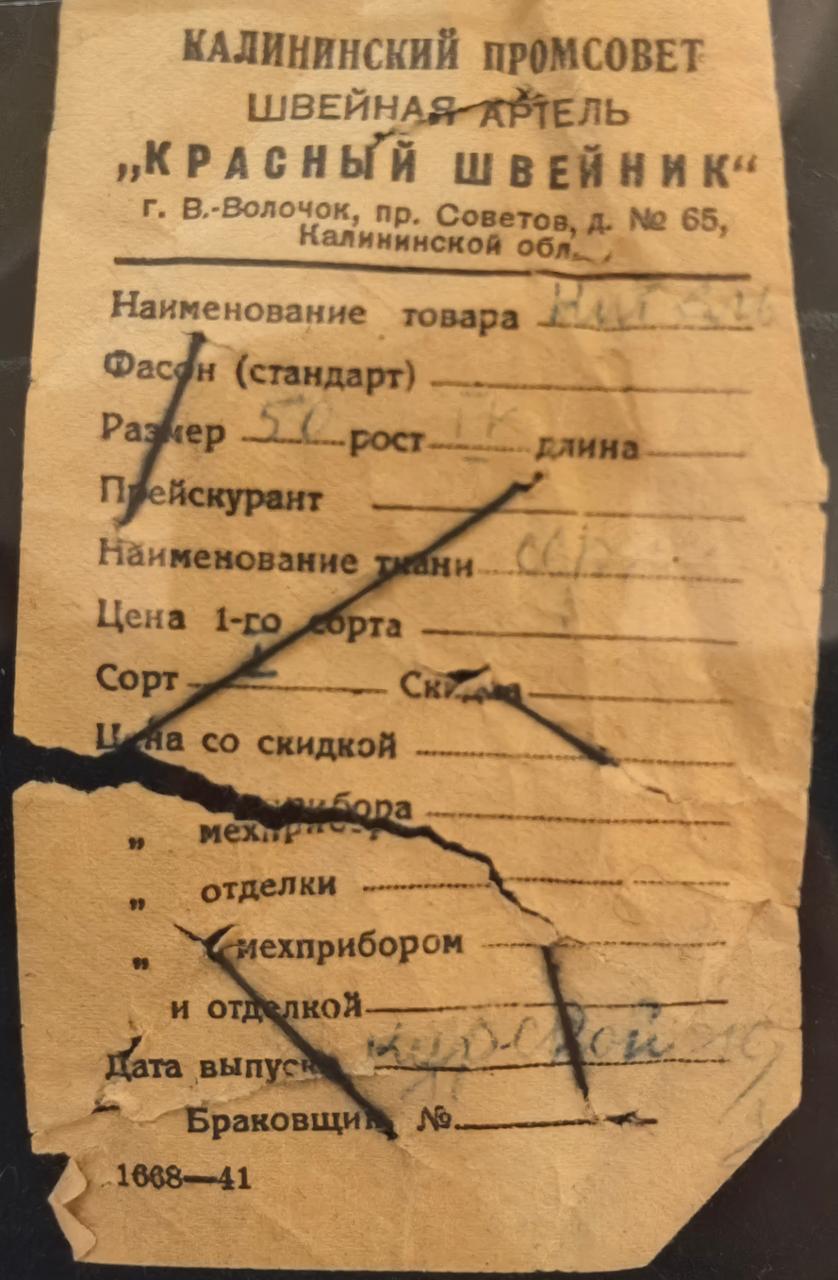 КАЛИНИНСКИЙ ПРОМСОВЕТ
ШВЕЙНАЯ АРТЕЛЬ
„КРАСНЫЙ ШВЕЙНИК“
г. В.-Волочок, пр. Советов, д. № 65,
Калининской обл.
Наименование товара
Фасон (стандарт)
Размер 50 рост длина
Прейскурант
Наименование ткани
Цена 1-го сорта
Сорт 1 Скидка
Цена со скидкой
„ мехприбора
„ отделки
„ мехприбором
и отделкой
Дата выпуска
Браковщик №
1668—41